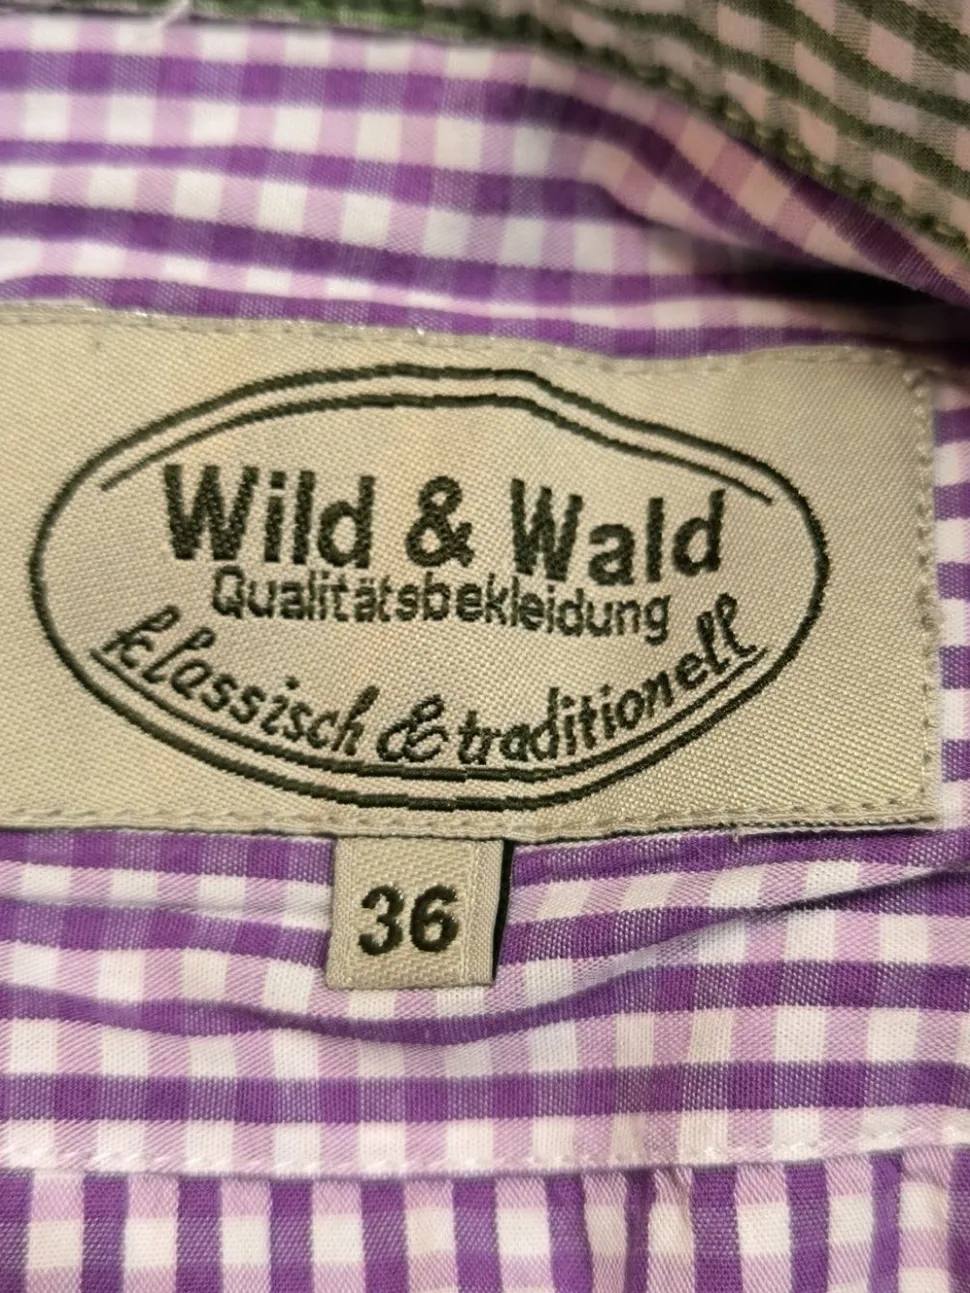 Wild & Wald
Qualitätsbekleidung
klassisch & traditionell
36